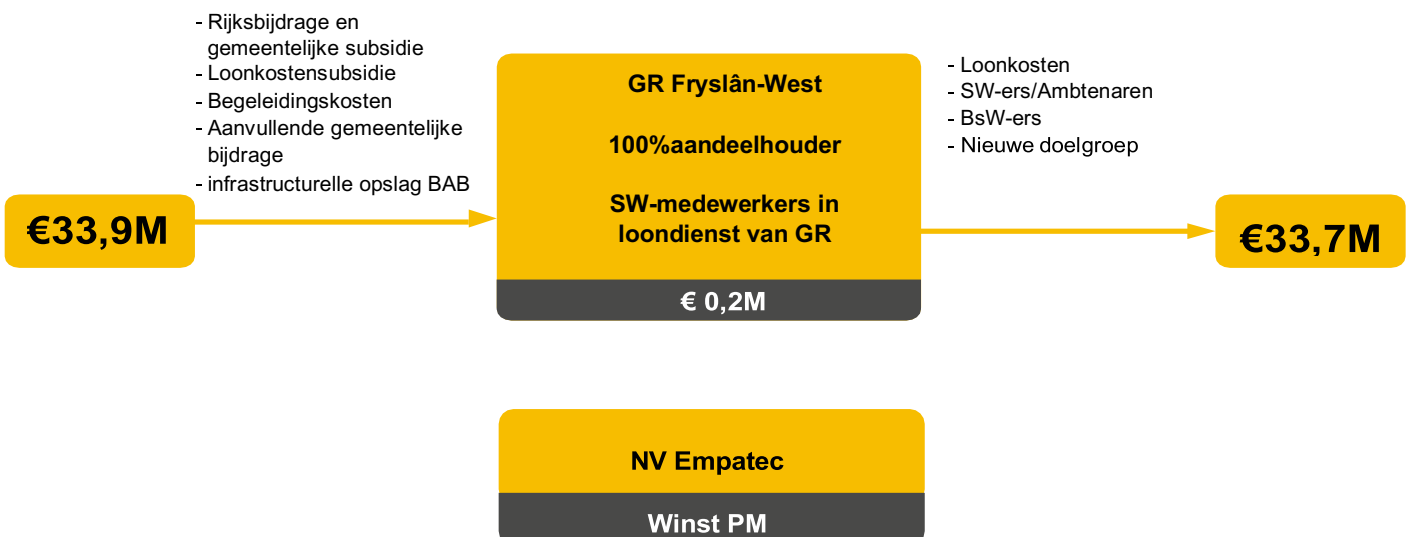 - Rijksbijdrage en
gemeentelijke subsidie
- Loonkostensubsidie
- Begeleidingskosten
- Aanvullende gemeentelijke
bijdrage
- infrastructurele opslag BAB
€33,9M
GR Fryslân-West
100%aandeelhouder
SW-medewerkers in
loondienst van GR
€ 0,2M
- Loonkosten
- SW-ers/Ambtenaren
- BsW-ers
- Nieuwe doelgroep
€33,7M
NV Empatec
Winst PM